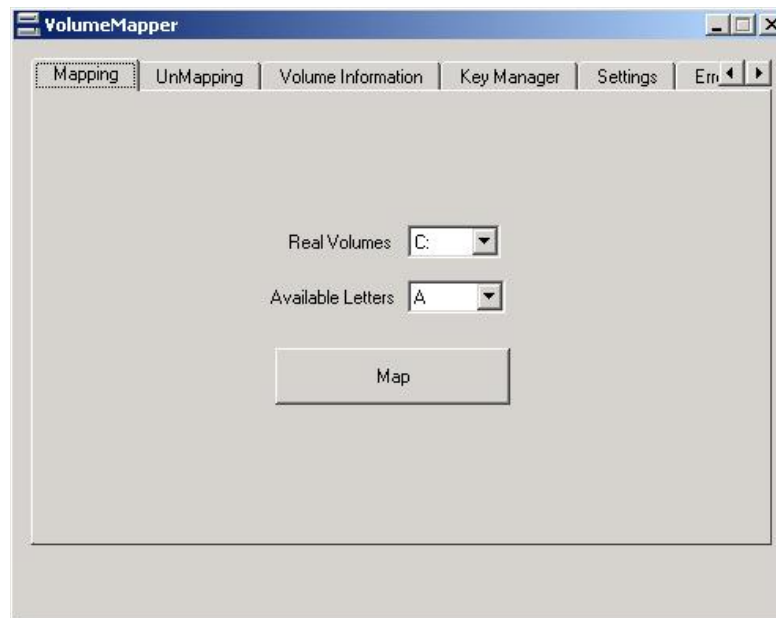 VolumeMapper
Mapping UnMapping Volume Information Key Manager Settings
Real Volumes C:
Available Letters A
Map